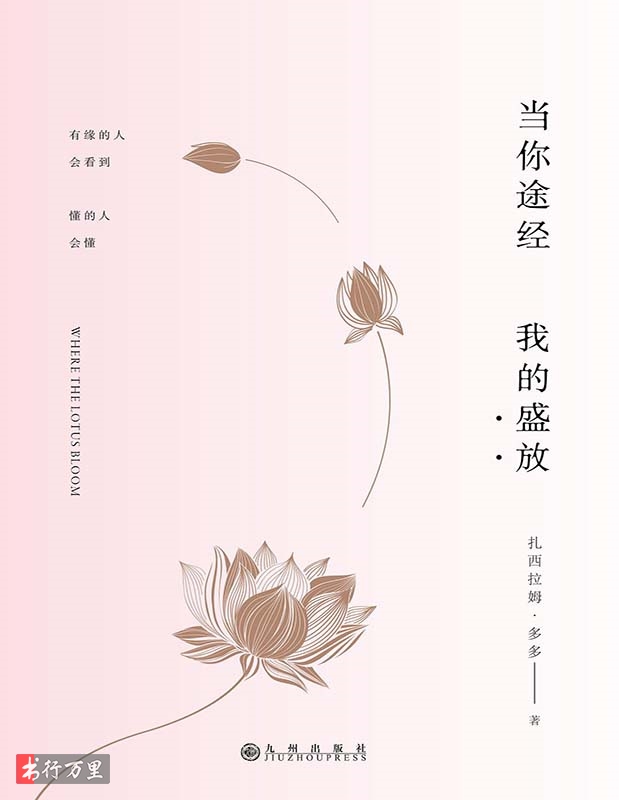 当你途经 我的盛放
扎西拉姆·多多 著
有缘的人
会看到
懂的人
会懂
WHERE THE LOTUS BLOOM
九州出版社
JIUZHOUPRESS
书行万里